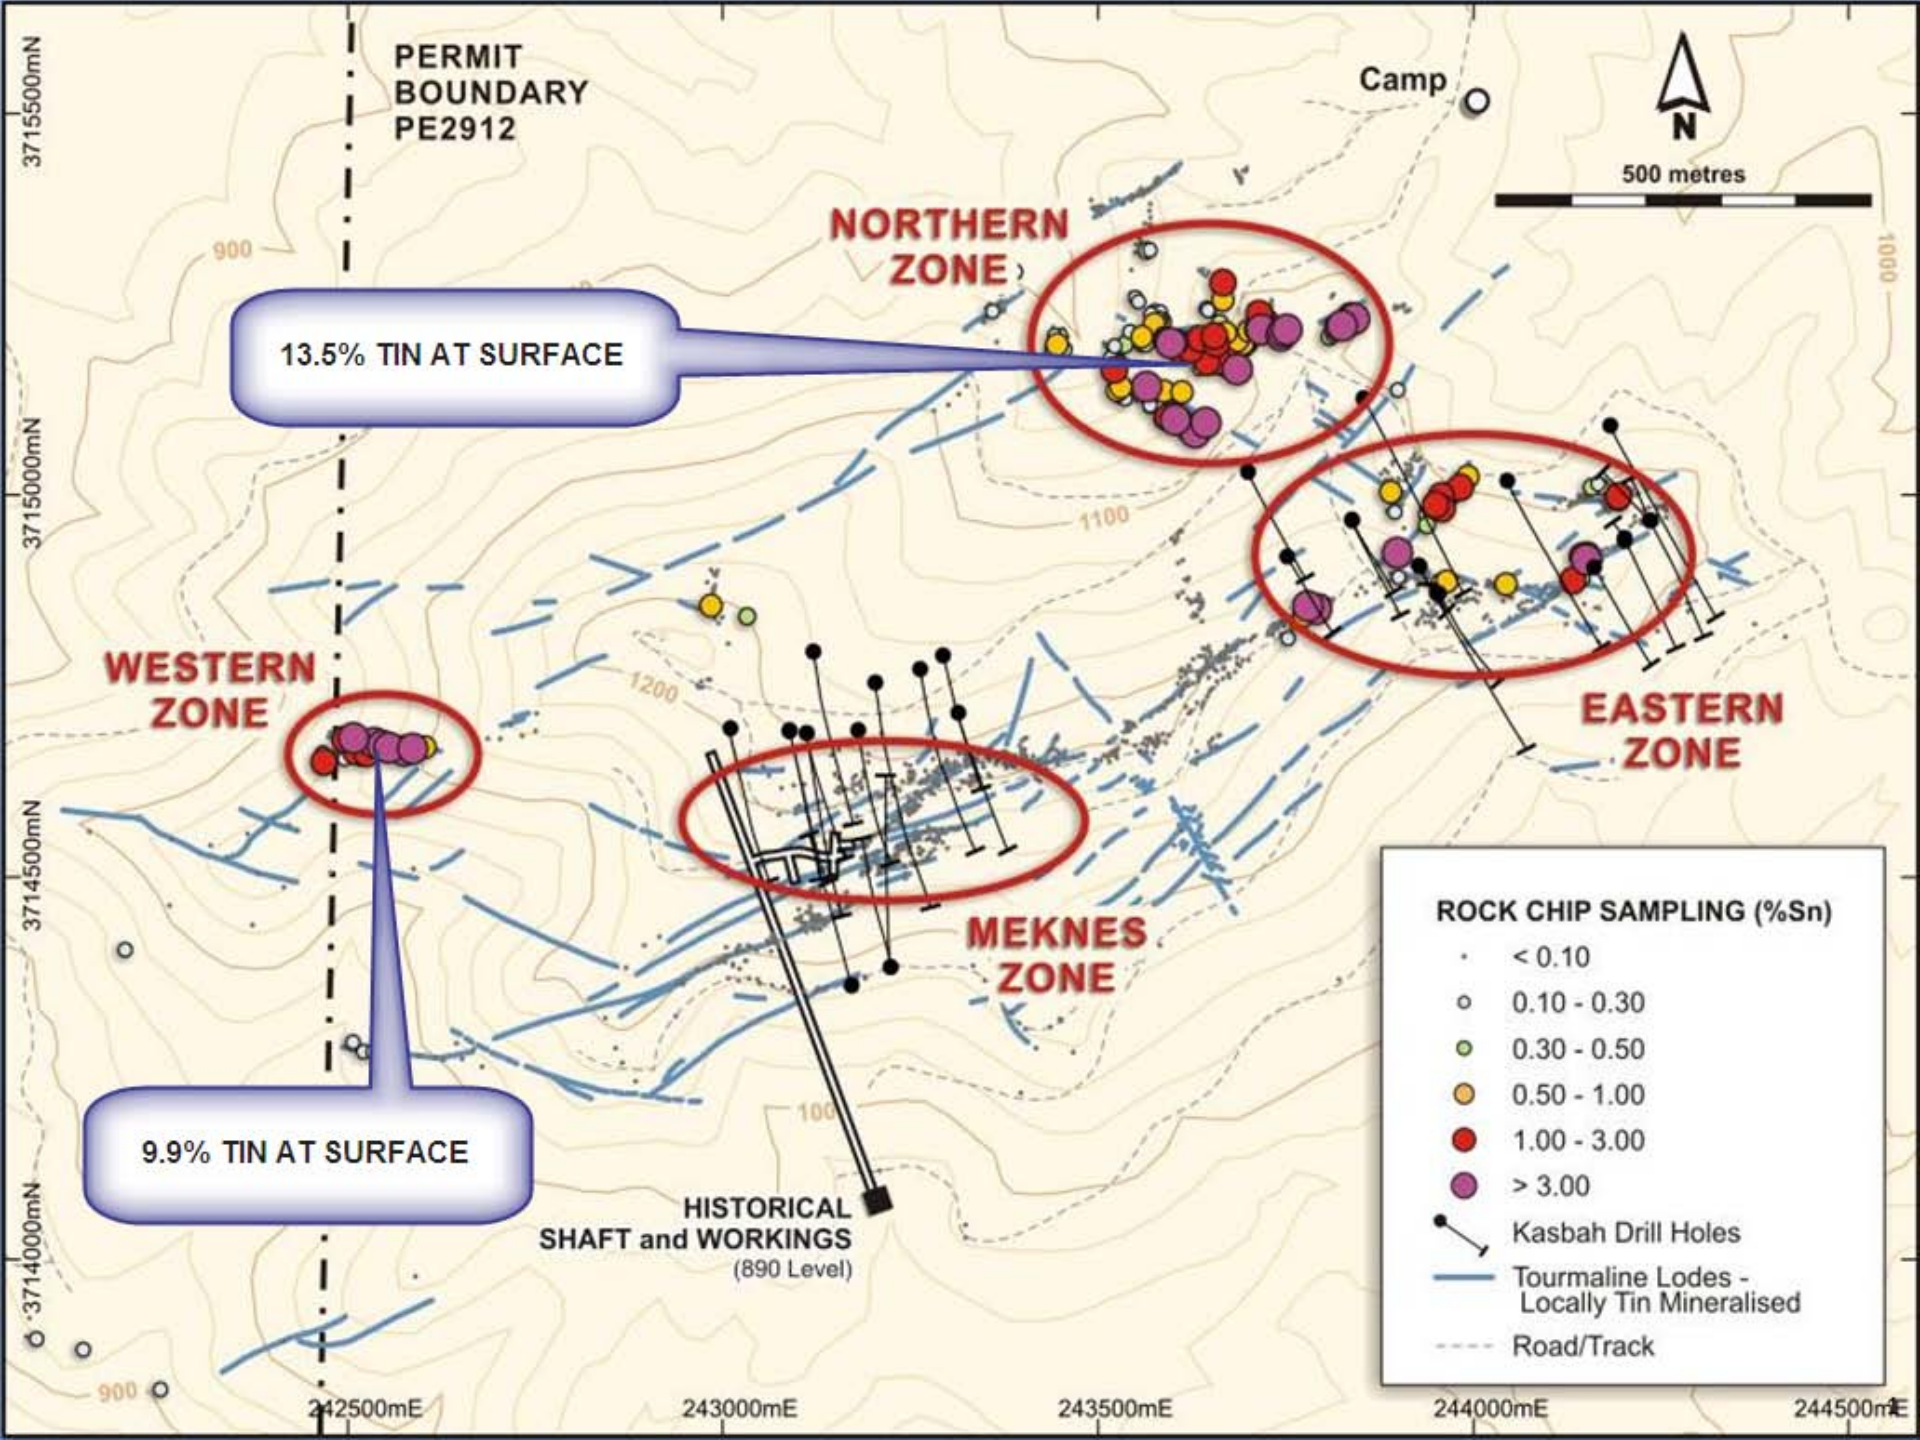 PERMIT
BOUNDARY
PE2912
Camp
N
500 metres
3715500mN
900
1000
NORTHERN
ZONE
13.5% TIN AT SURFACE
3715000mN
1100
WESTERN
ZONE
1200
EASTERN
ZONE
3714500mN
MEKNES
ZONE
9.9% TIN AT SURFACE
HISTORICAL
SHAFT and WORKINGS
(890 Level)
3714000mN
900
ROCK CHIP SAMPLING (%Sn)
< 0.10
0.10 - 0.30
0.30 - 0.50
0.50 - 1.00
1.00 - 3.00
> 3.00
Kasbah Drill Holes
Tourmaline Lodes -
Locally Tin Mineralised
Road/Track
242500mE
243000mE
243500mE
244000mE
244500mE